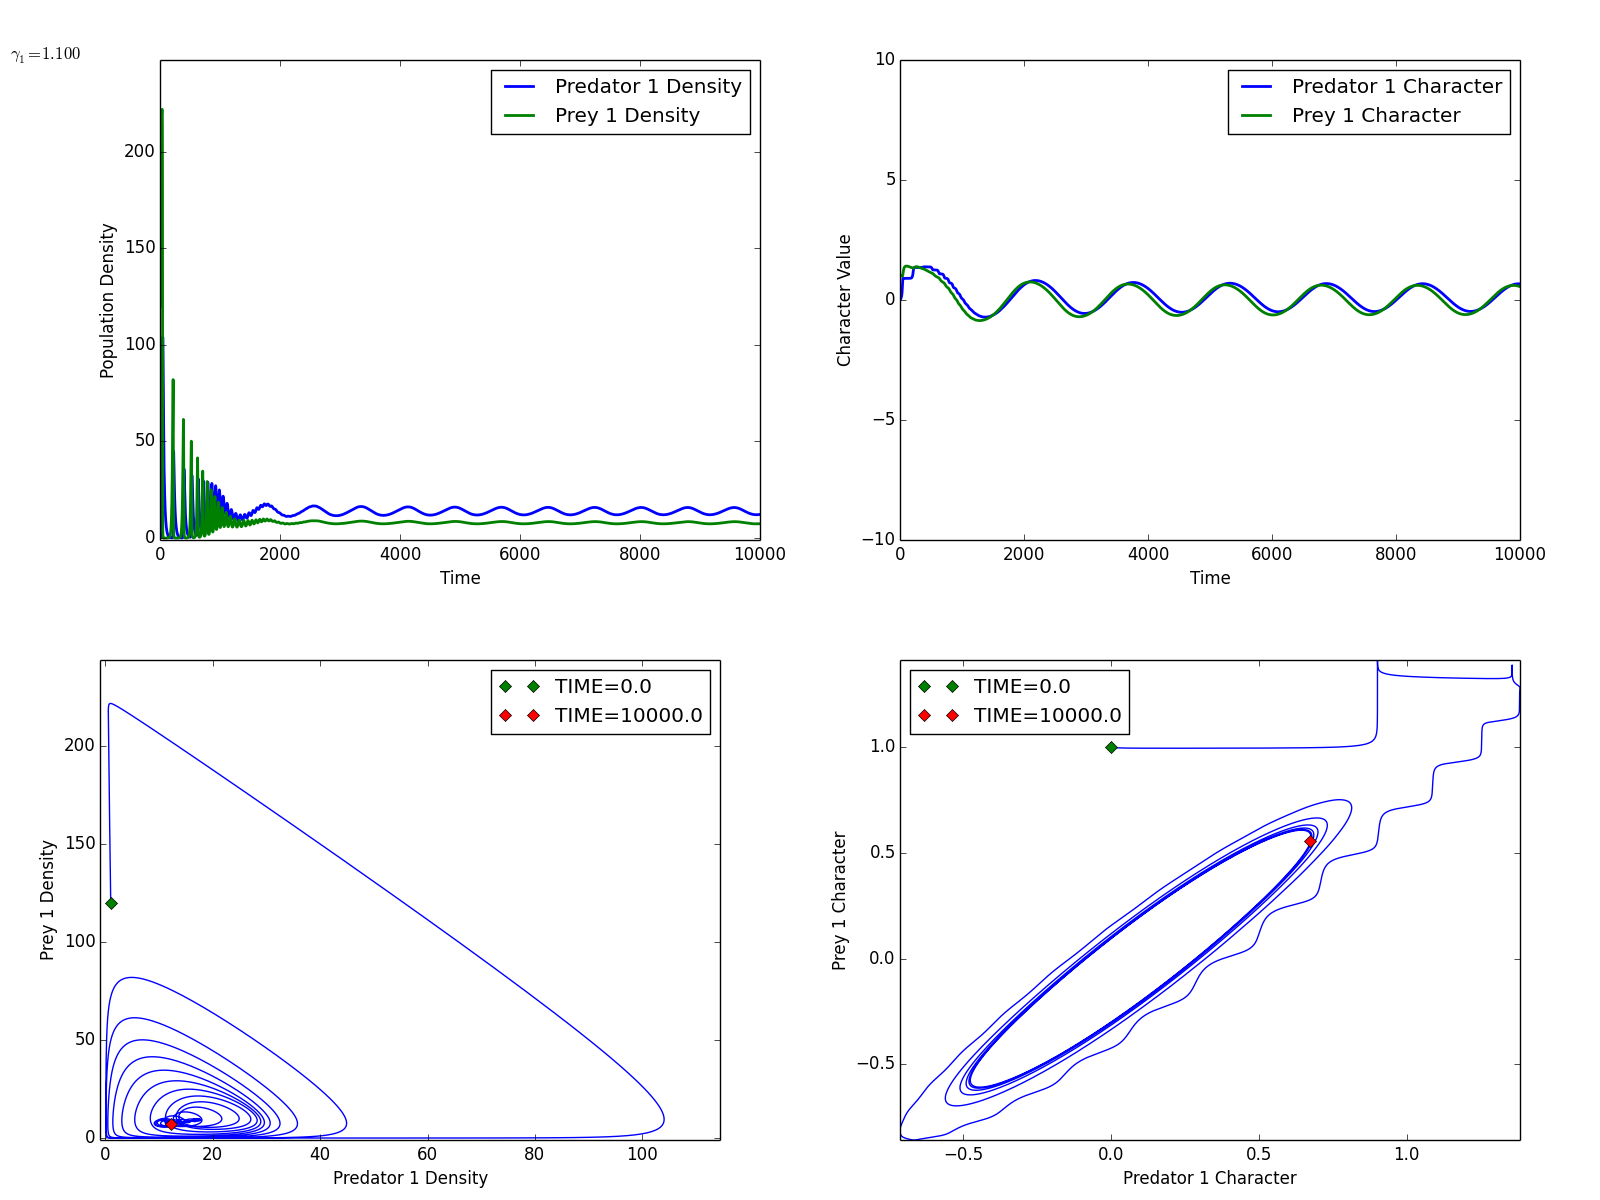 γ₁=1.100
Predator 1 Density
Prey 1 Density
200
150
100
50
0
0 2000 4000 6000 8000 10000
Population Density
Time
Predator 1 Character
Prey 1 Character
10
5
0
−5
−10
0 2000 4000 6000 8000 10000
Character Value
Time
TIME=0.0
TIME=10000.0
200
150
100
50
0
0 20 40 60 80 100
Prey 1 Density
Predator 1 Density
TIME=0.0
TIME=10000.0
1.0
0.5
0.0
−0.5
−0.5 0.0 0.5 1.0
Prey 1 Character
Predator 1 Character